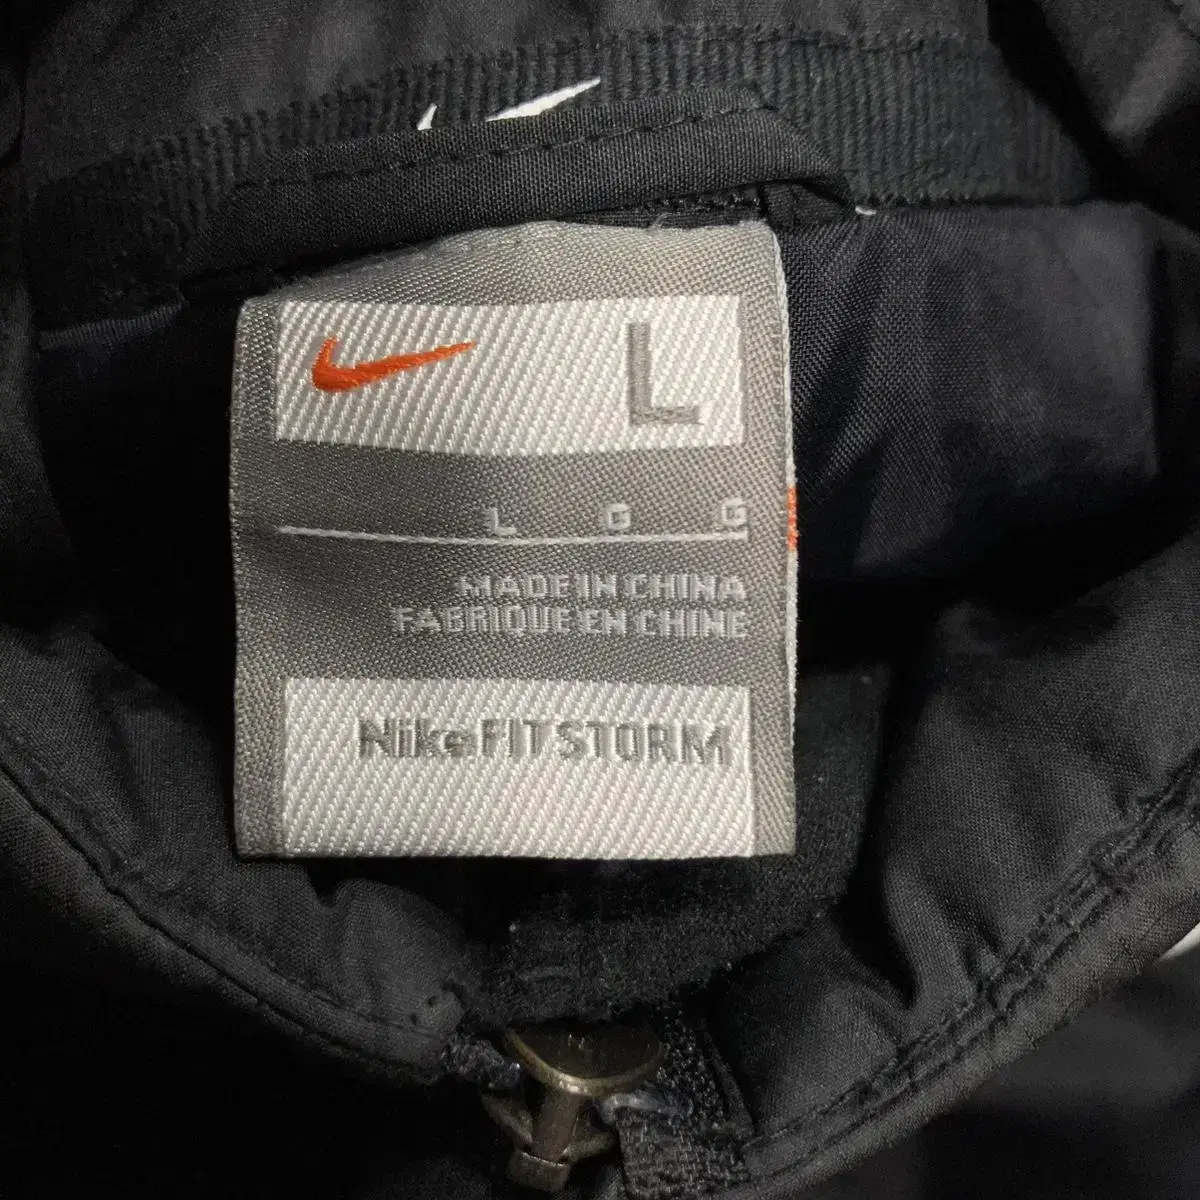 L
L G G
MADE IN CHINA
FABRIQUE EN CHINE
Nike FIT STORM